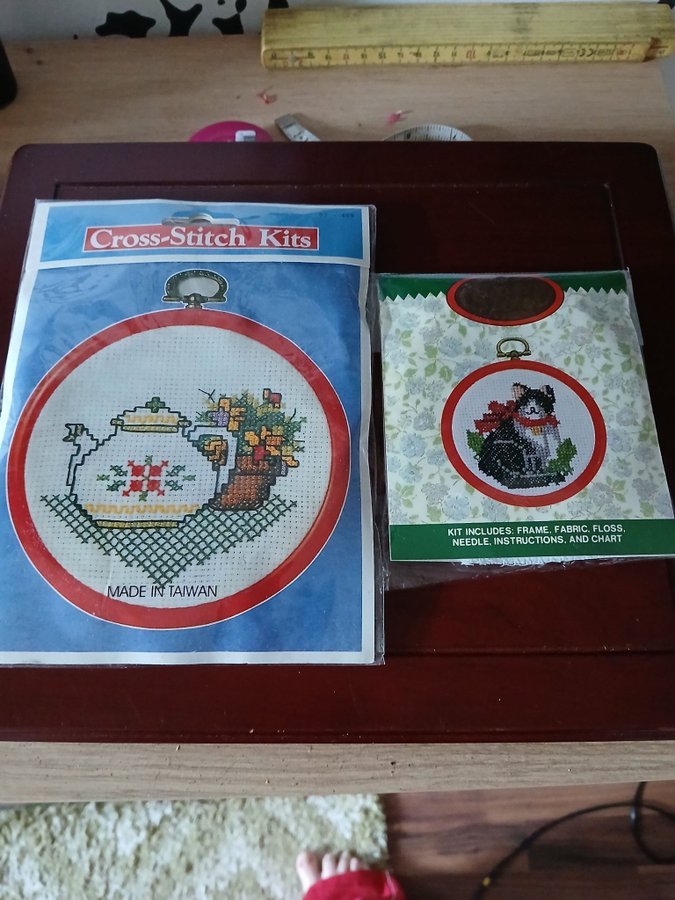 Cross-Stitch Kits
MADE IN TAIWAN
KIT INCLUDES: FRAME, FABRIC, FLOSS,
NEEDLE, INSTRUCTIONS, AND CHART